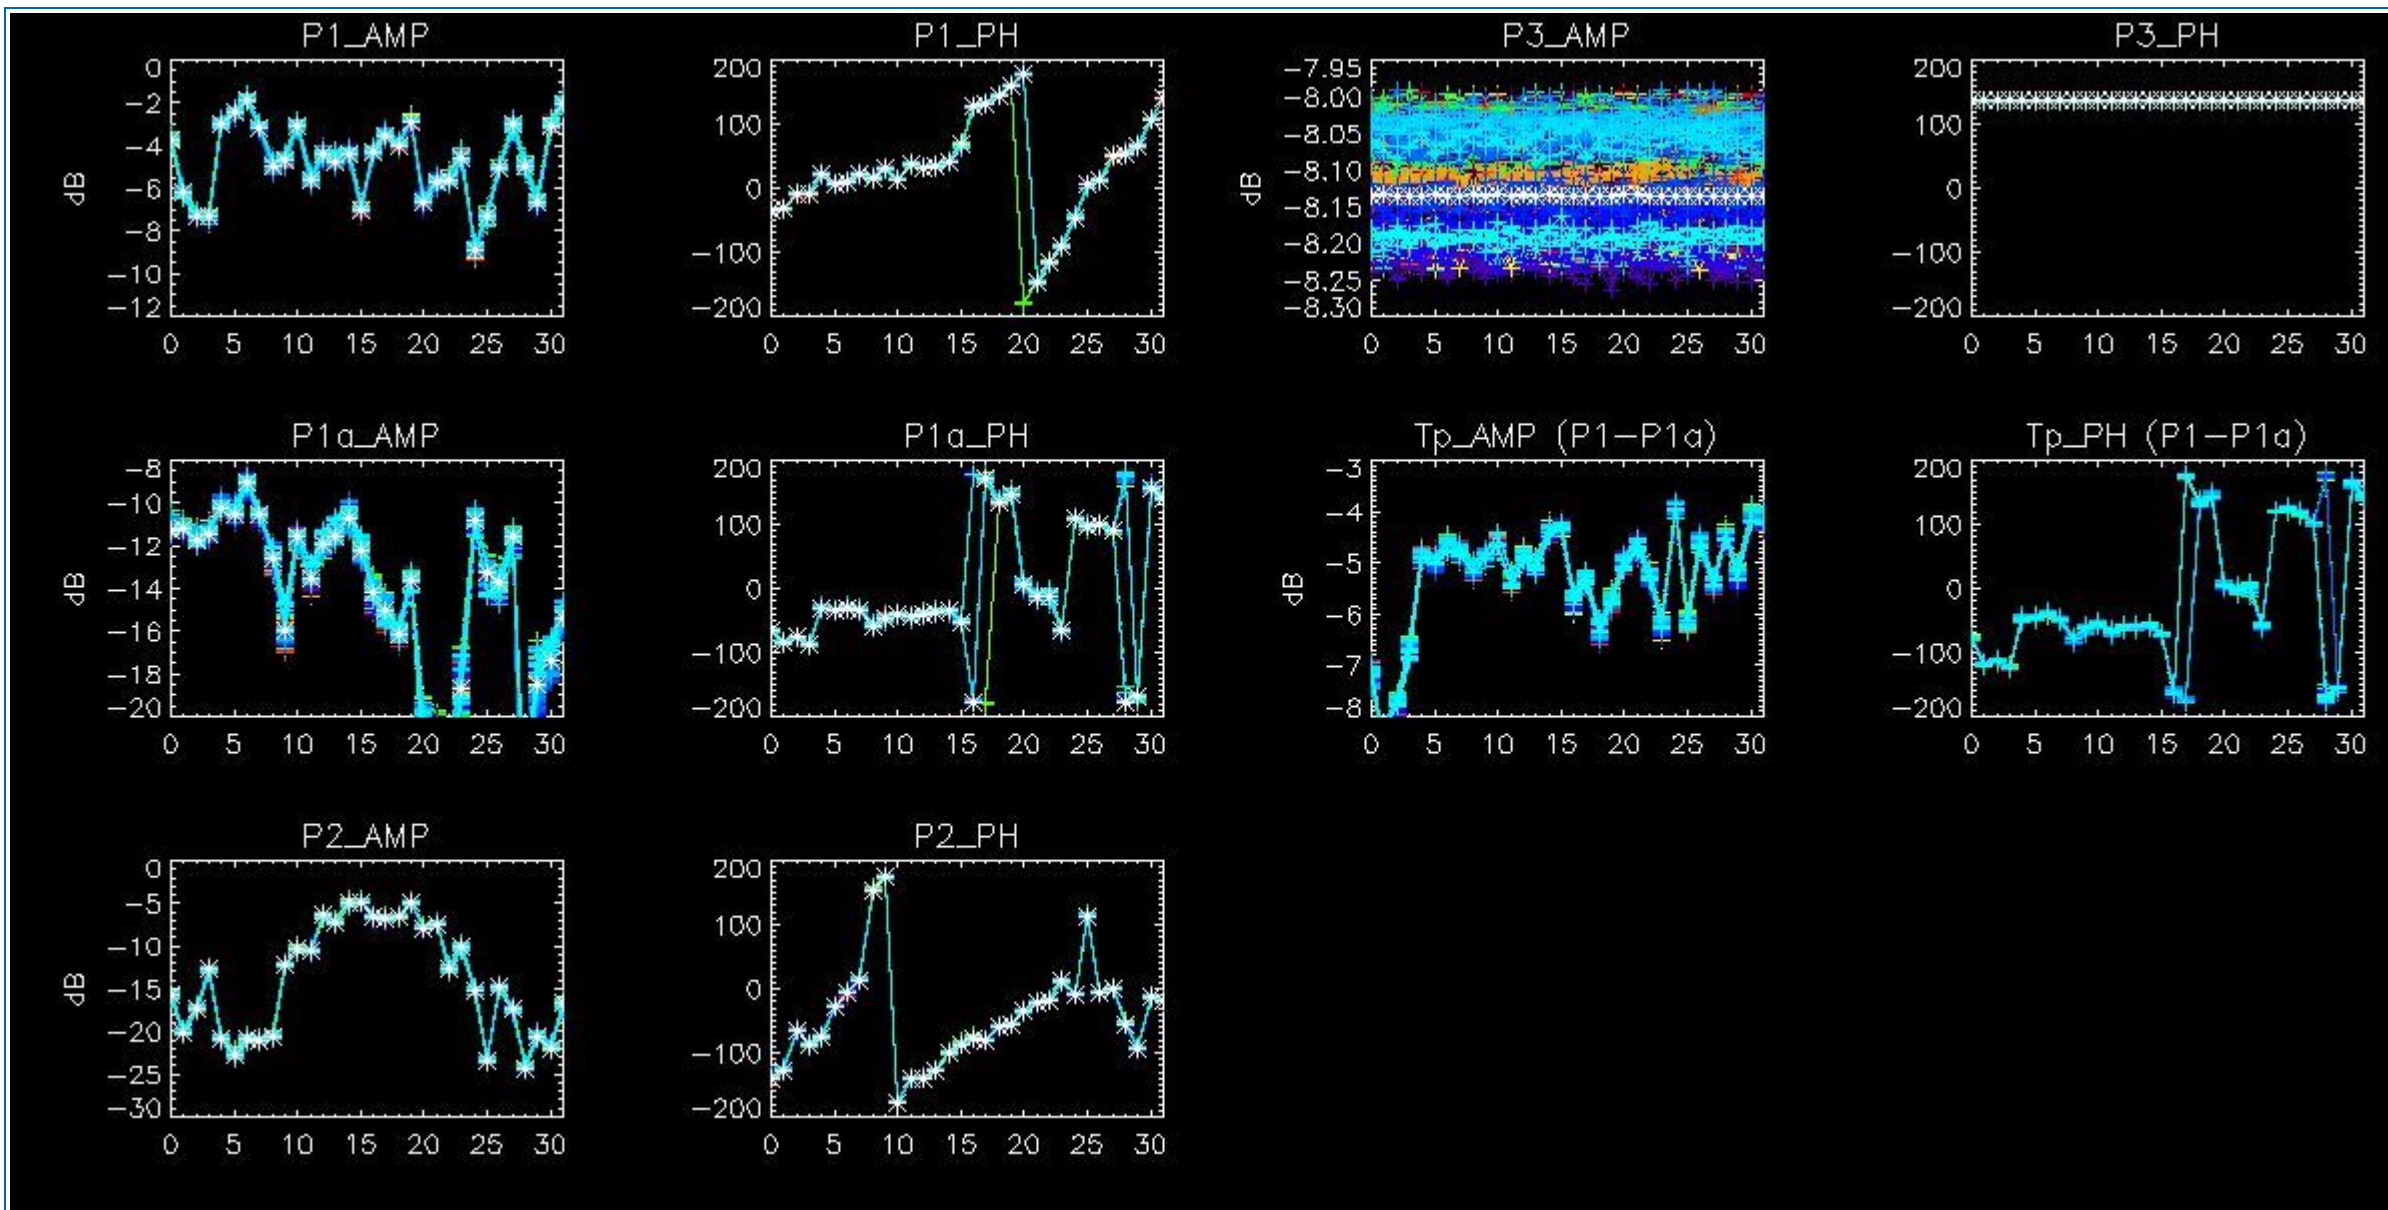 P1_AMP
P1_PH
P3_AMP
P3_PH
0
−2
−4
−6
−8
−10
−12
dB
0 5 10 15 20 25 30
200
100
0
−100
−200
0 5 10 15 20 25 30
−7.95
−8.00
−8.05
−8.10
−8.15
−8.20
−8.25
−8.30
dB
0 5 10 15 20 25 30
200
100
0
−100
−200
0 5 10 15 20 25 30
P1a_AMP
P1a_PH
Tp_AMP (P1−P1a)
Tp_PH (P1−P1a)
−8
−10
−12
−14
−16
−18
−20
dB
0 5 10 15 20 25 30
200
100
0
−100
−200
0 5 10 15 20 25 30
−3
−4
−5
−6
−7
−8
dB
0 5 10 15 20 25 30
200
100
0
−100
−200
0 5 10 15 20 25 30
P2_AMP
P2_PH
0
−5
−10
−15
−20
−25
−30
dB
0 5 10 15 20 25 30
200
100
0
−100
−200
0 5 10 15 20 25 30